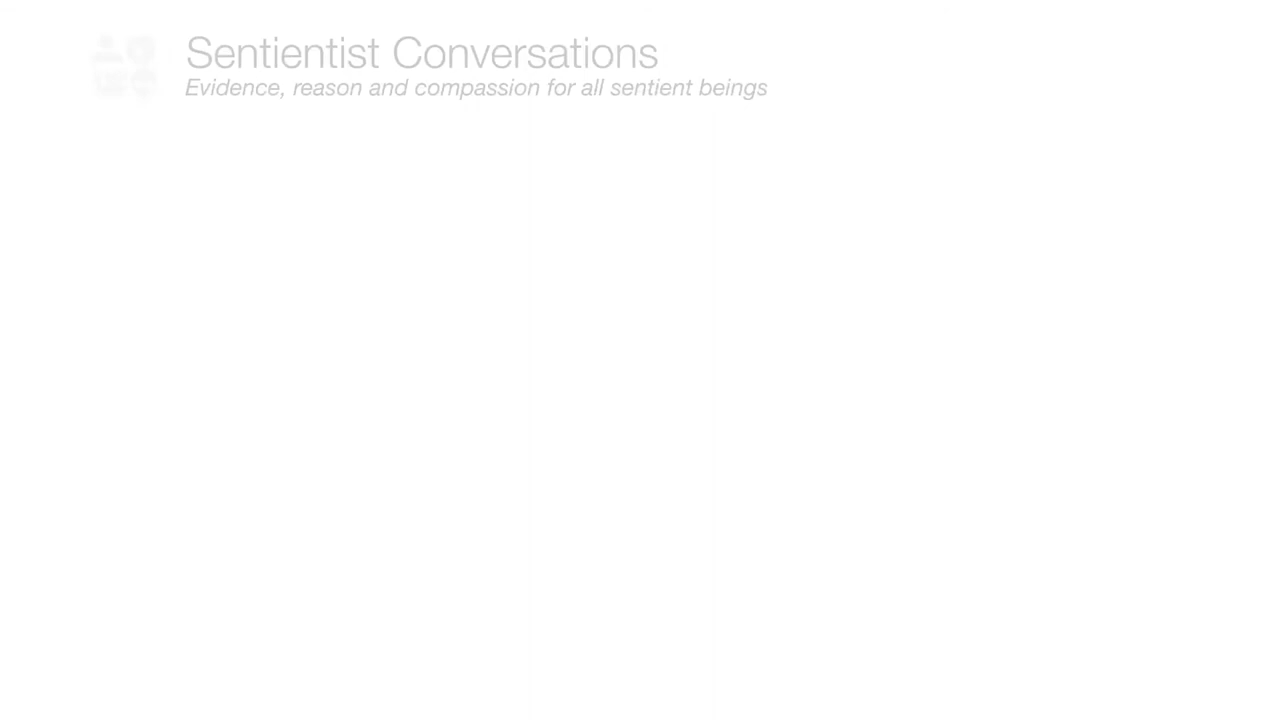 Sentientist Conversations
Evidence, reason and compassion for all sentient beings